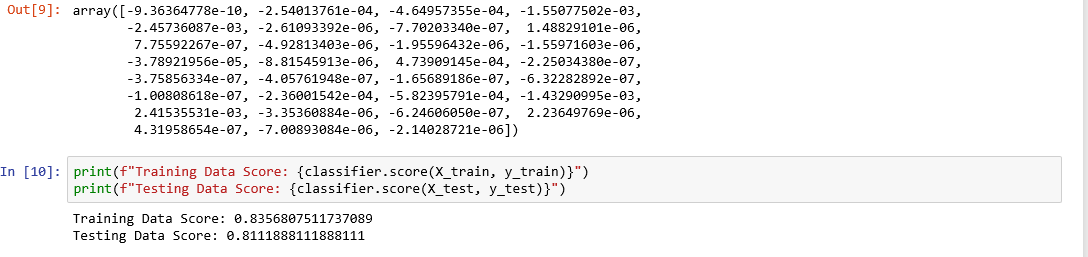 Out[9]: array([-9.36364778e-10, -2.54013761e-04, -4.64957355e-04, -1.55077502e-03,
-2.45736087e-03, -2.61093392e-06, -7.70203340e-07, 1.48829101e-06,
7.75592267e-07, -4.92813403e-06, -1.95596432e-06, -1.55971603e-06,
-3.78921956e-05, -8.81545913e-06, 4.73909145e-04, -2.25034380e-07,
-3.75856334e-07, -4.05761948e-07, -1.65689186e-07, -6.32282892e-07,
-1.00808618e-07, -2.36001542e-04, -5.82395791e-04, -1.43290995e-03,
2.41535531e-03, -3.35360884e-06, -6.24606050e-07, 2.23649769e-06,
4.31958654e-07, -7.00893084e-06, -2.14028721e-06])
In [10]: print(f"Training Data Score: {classifier.score(X_train, y_train)}")
print(f"Testing Data Score: {classifier.score(X_test, y_test)}")
Training Data Score: 0.8356807511737089
Testing Data Score: 0.8111888111888111